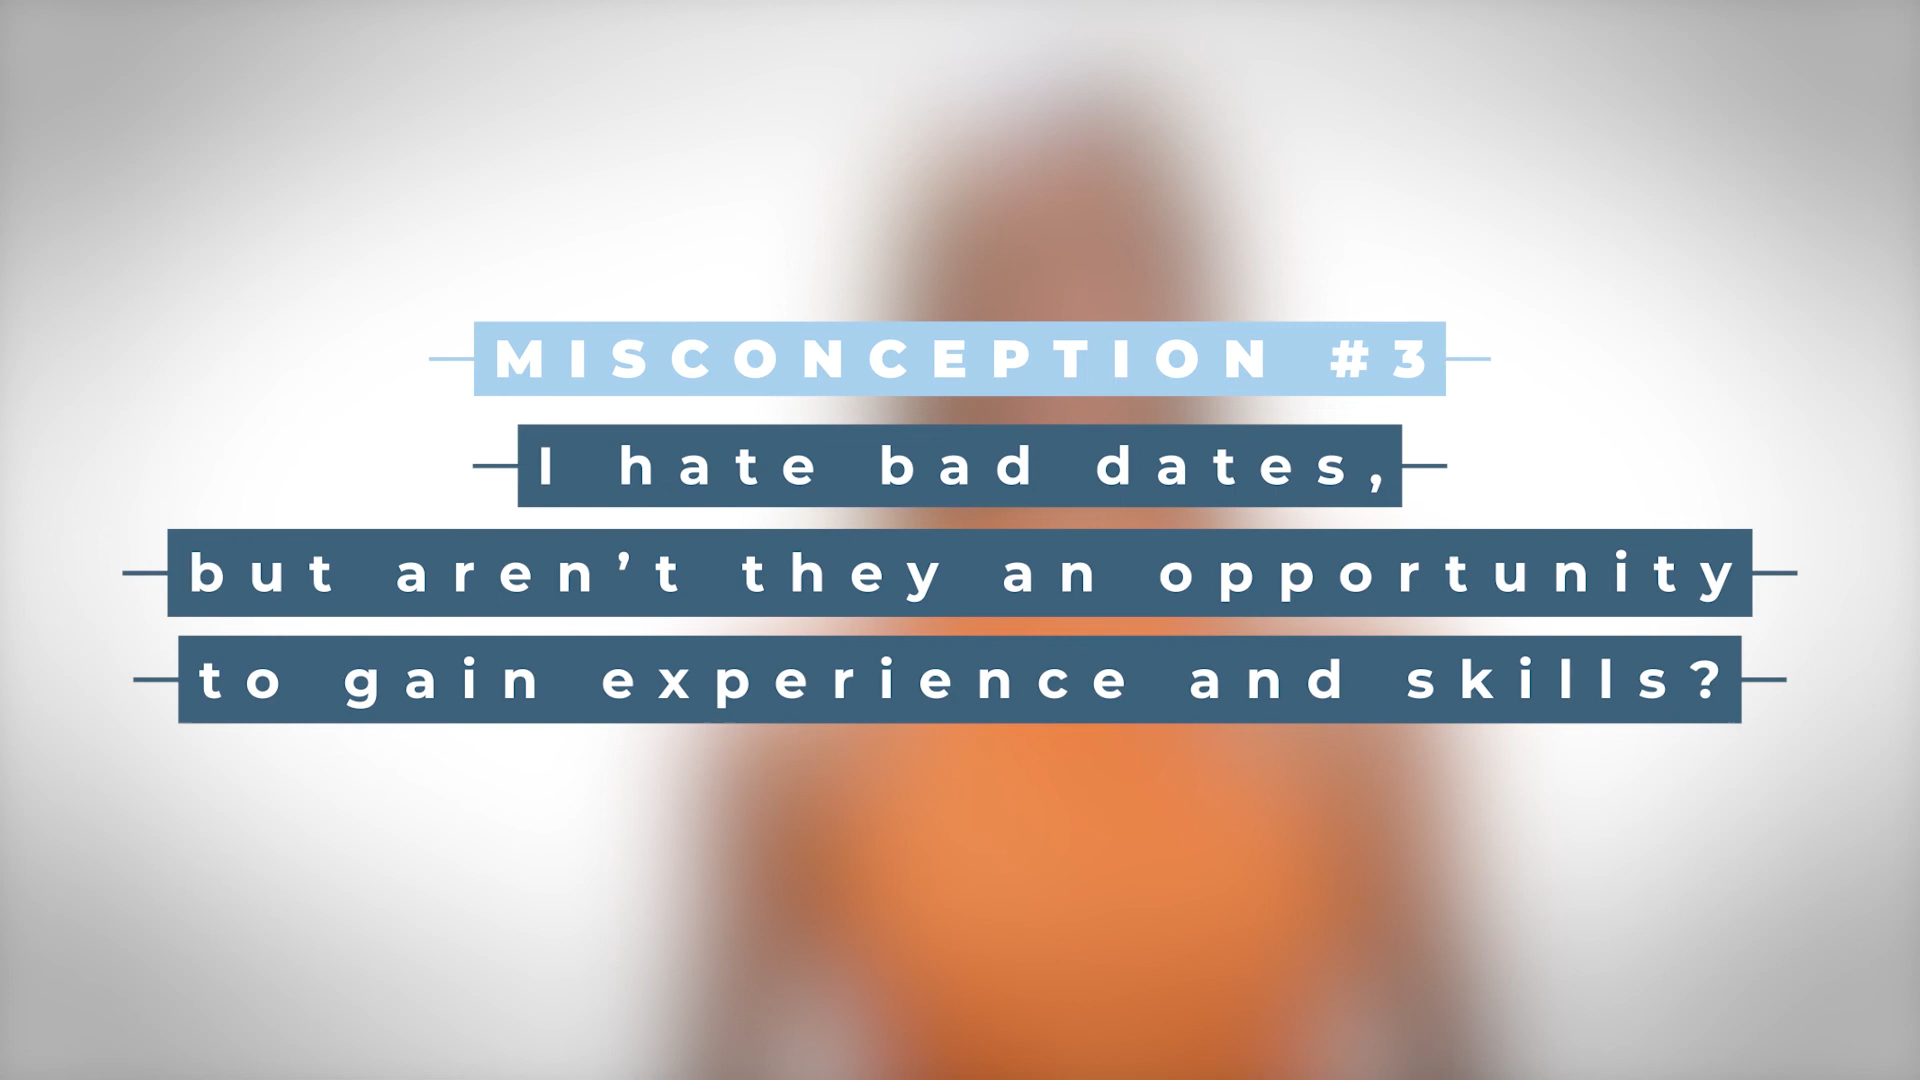 MISCONCEPTION #3
I hate bad dates,
but aren’t they an opportunity
to gain experience and skills?